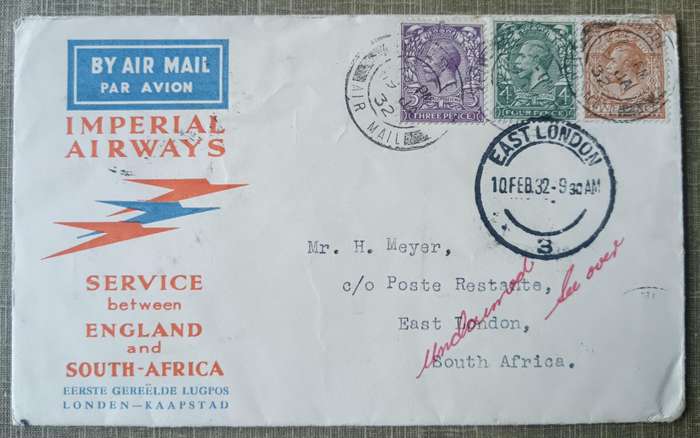 BY AIR MAIL
PAR AVION
IMPERIAL
AIRWAYS
SERVICE
between
ENGLAND
and
SOUTH-AFRICA
EERSTE GEREËLDE LUGPOS
LONDEN—KAAPSTAD
AIR MAIL
32
THREE PENCE
FOUR PENCE
EAST LONDON
10 FEB.32-9 30 AM
3
Mr. H. Meyer,
c/o Poste Restante,
East London,
South Africa.
unclaimed
See over